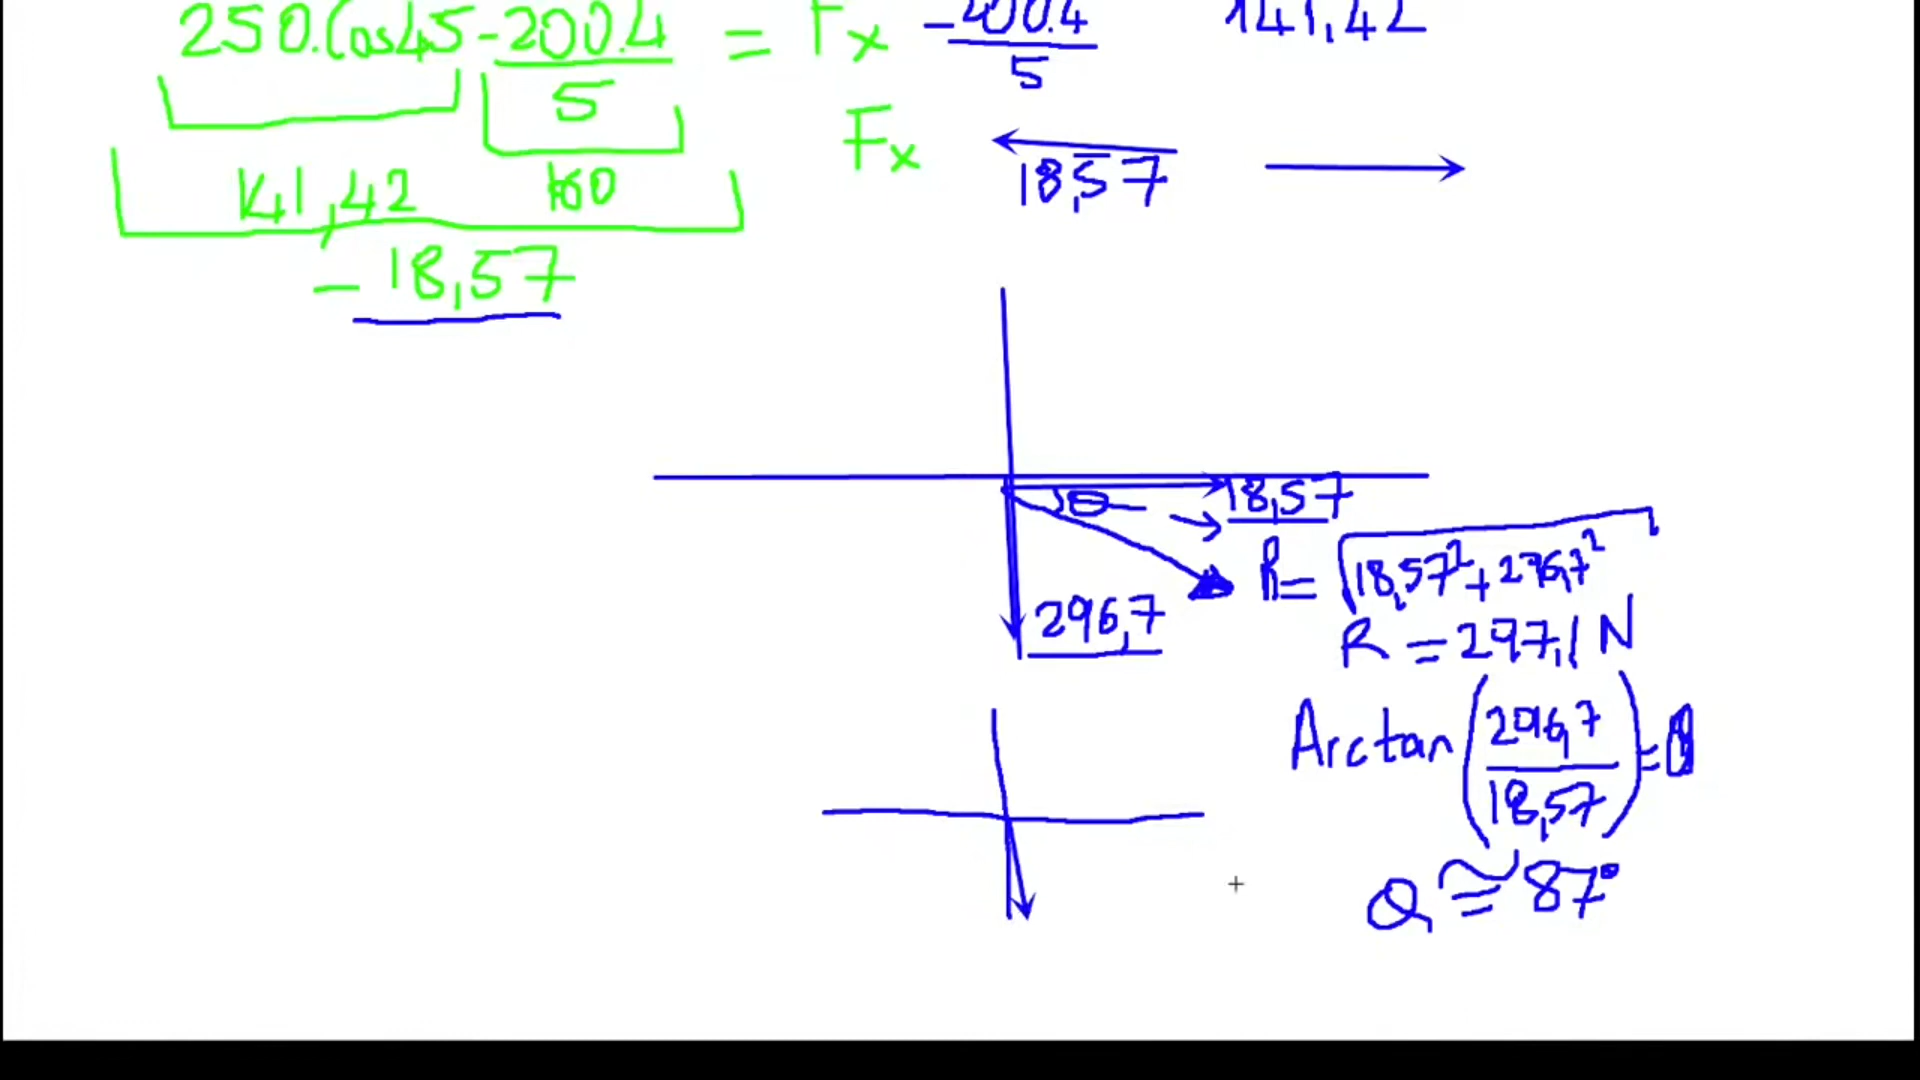 250.Cos45-200.4 = Fx
5
141,42 160
-18,57
-200.4 141,42
5
Fx
18,57
18,57
θ
296,7
R= √18,57²+296,7²
R = 297,1 N
Arctan (296,7 / 18,57) = θ
Q ≅ 87°